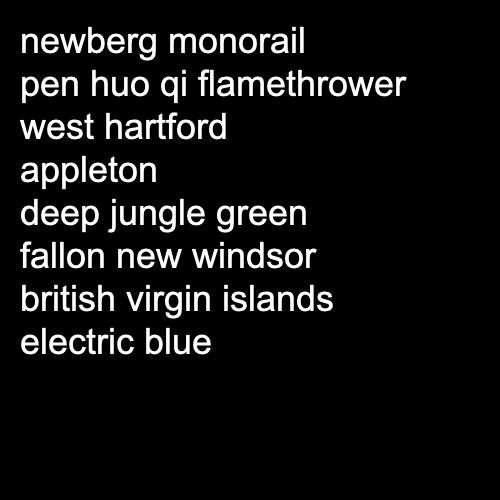 newberg monorail
pen huo qi flamethrower
west hartford
appleton
deep jungle green
fallon new windsor
british virgin islands
electric blue